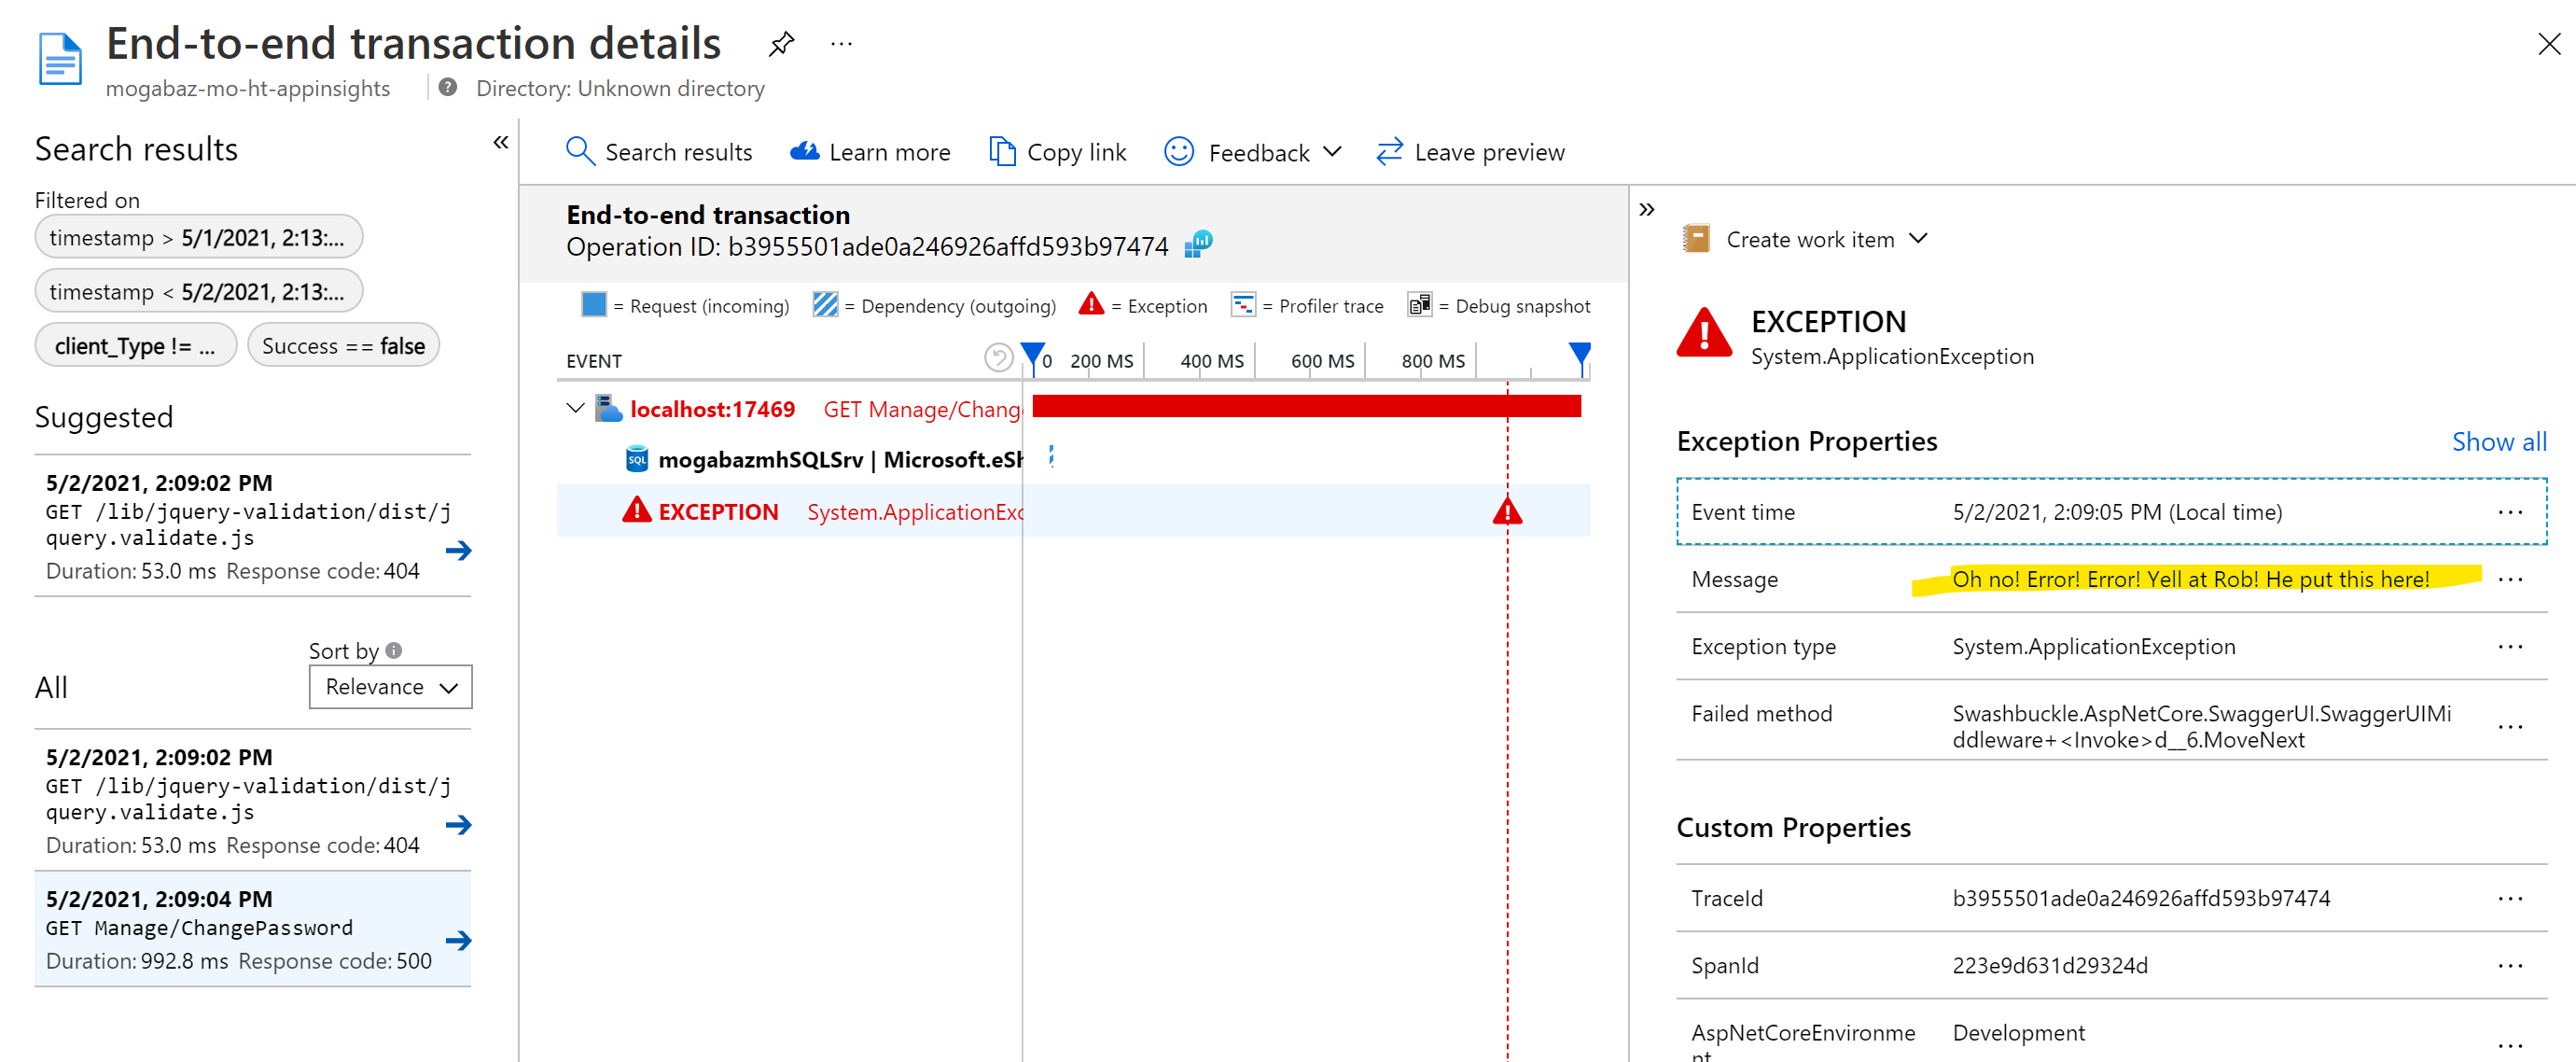 End-to-end transaction details
mogabaz-mo-ht-appinsights
Directory: Unknown directory
Search results
Filtered on
timestamp > 5/1/2021, 2:13:...
timestamp < 5/2/2021, 2:13:...
client_Type != ...
Success == false
Suggested
5/2/2021, 2:09:02 PM
GET /lib/jquery-validation/dist/j
query.validate.js
Duration: 53.0 ms Response code: 404
Sort by
All
Relevance
5/2/2021, 2:09:02 PM
GET /lib/jquery-validation/dist/j
query.validate.js
Duration: 53.0 ms Response code: 404
5/2/2021, 2:09:04 PM
GET Manage/ChangePassword
Duration: 992.8 ms Response code: 500
Search results
Learn more
Copy link
Feedback
Leave preview
End-to-end transaction
Operation ID: b3955501ade0a246926affd593b97474
= Request (incoming)
= Dependency (outgoing)
= Exception
= Profiler trace
= Debug snapshot
EVENT
0 200 MS 400 MS 600 MS 800 MS
localhost:17469 GET Manage/Chang
SQL
mogabazmhSQLSrv | Microsoft.eSh
EXCEPTION System.ApplicationExc
Create work item
EXCEPTION
System.ApplicationException
Exception Properties
Show all
Event time 5/2/2021, 2:09:05 PM (Local time) ...
Message Oh no! Error! Error! Yell at Rob! He put this here! ...
Exception type System.ApplicationException ...
Failed method Swashbuckle.AspNetCore.SwaggerUI.SwaggerUIMi
ddleware+<Invoke>d__6.MoveNext ...
Custom Properties
TraceId b3955501ade0a246926affd593b97474 ...
SpanId 223e9d631d29324d ...
AspNetCoreEnvironme
nt
Development ...